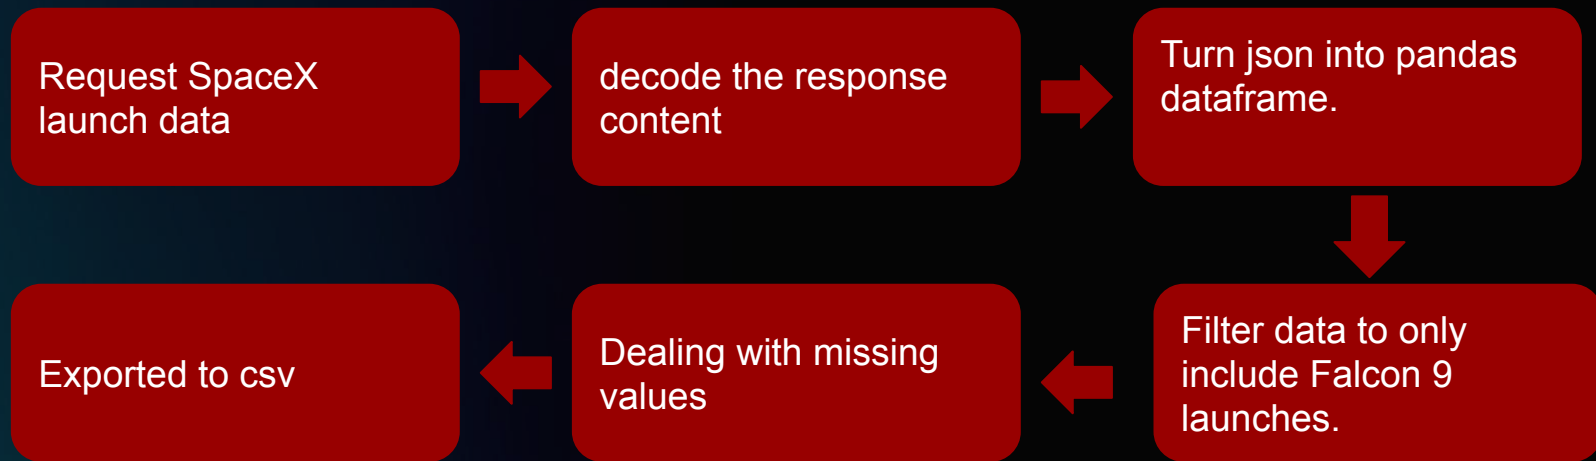 Request SpaceX
launch data
decode the response
content
Turn json into pandas
dataframe.
Filter data to only
include Falcon 9
launches.
Dealing with missing
values
Exported to csv